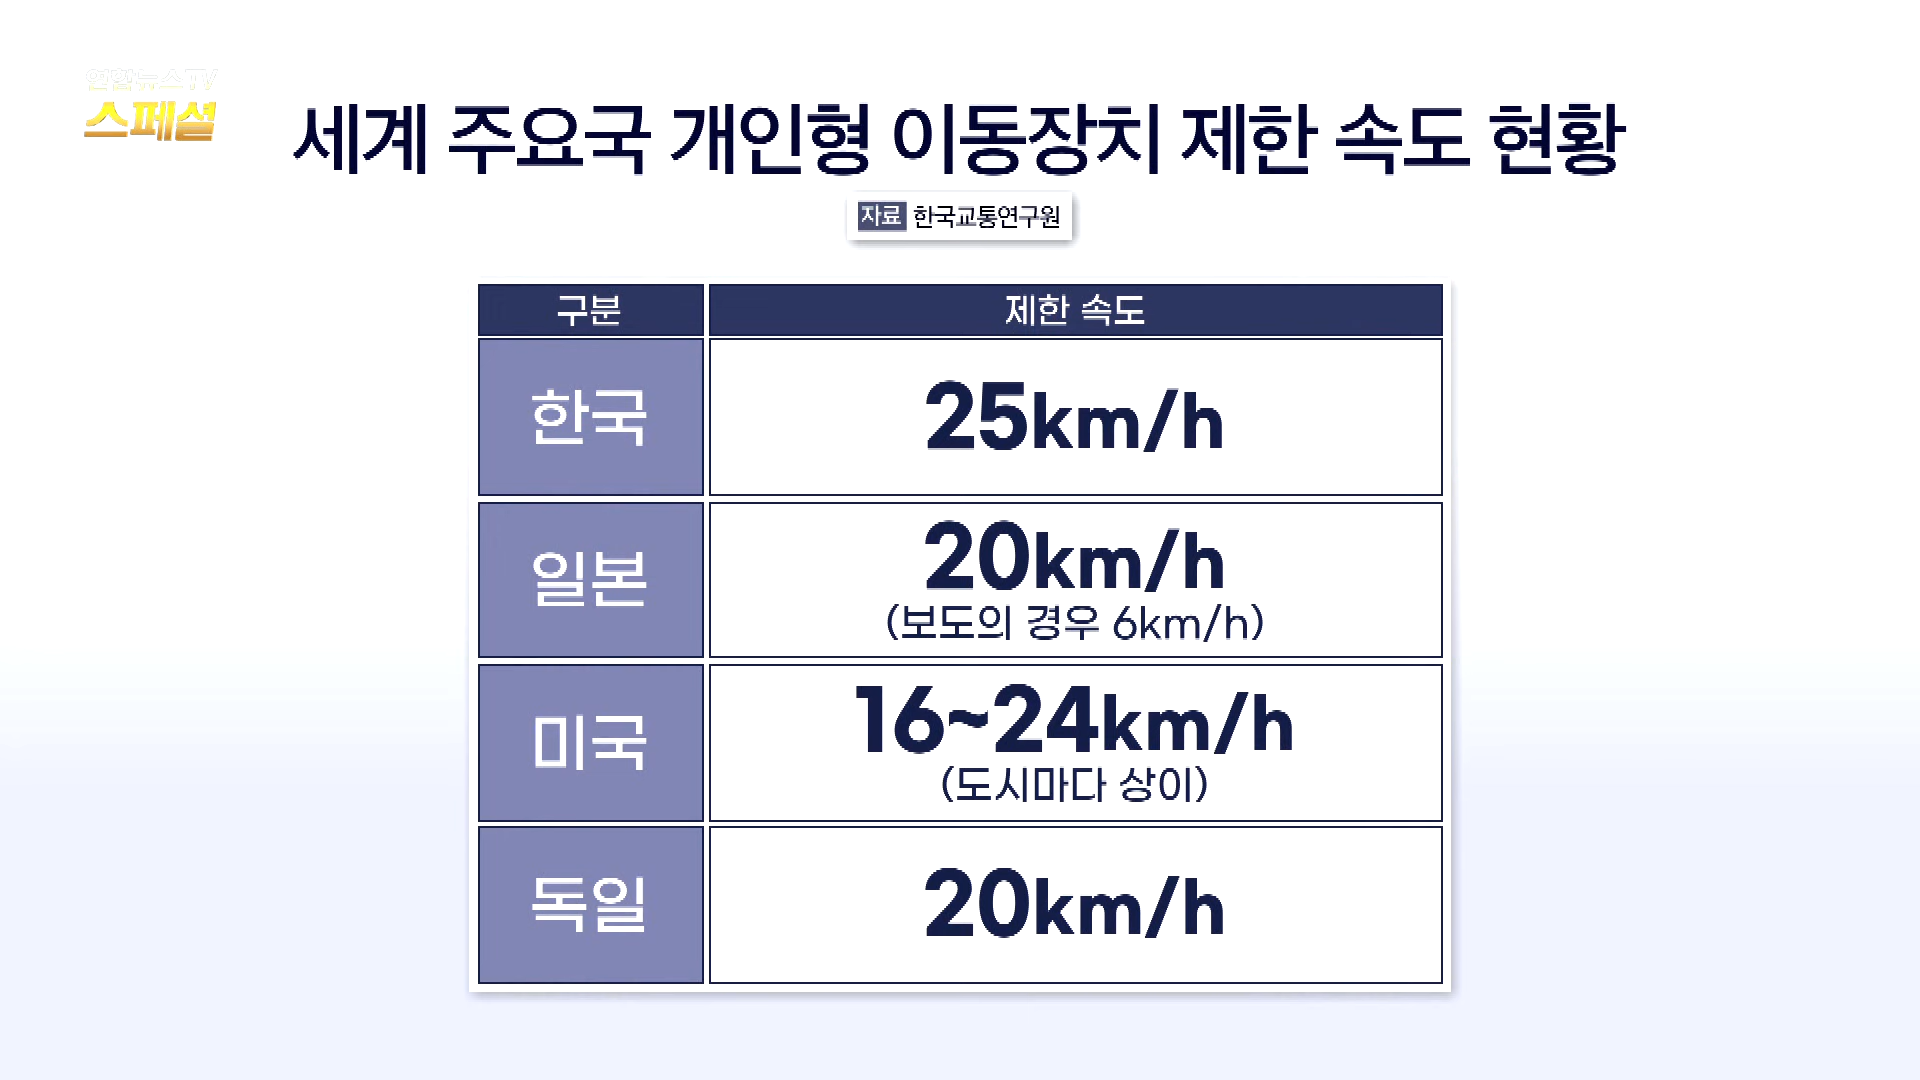 연합뉴스TV
스페셜
세계 주요국 개인형 이동장치 제한 속도 현황
자료 한국교통연구원
구분 제한 속도
한국 25km/h
일본 20km/h
(보도의 경우 6km/h)
미국 16~24km/h
(도시마다 상이)
독일 20km/h